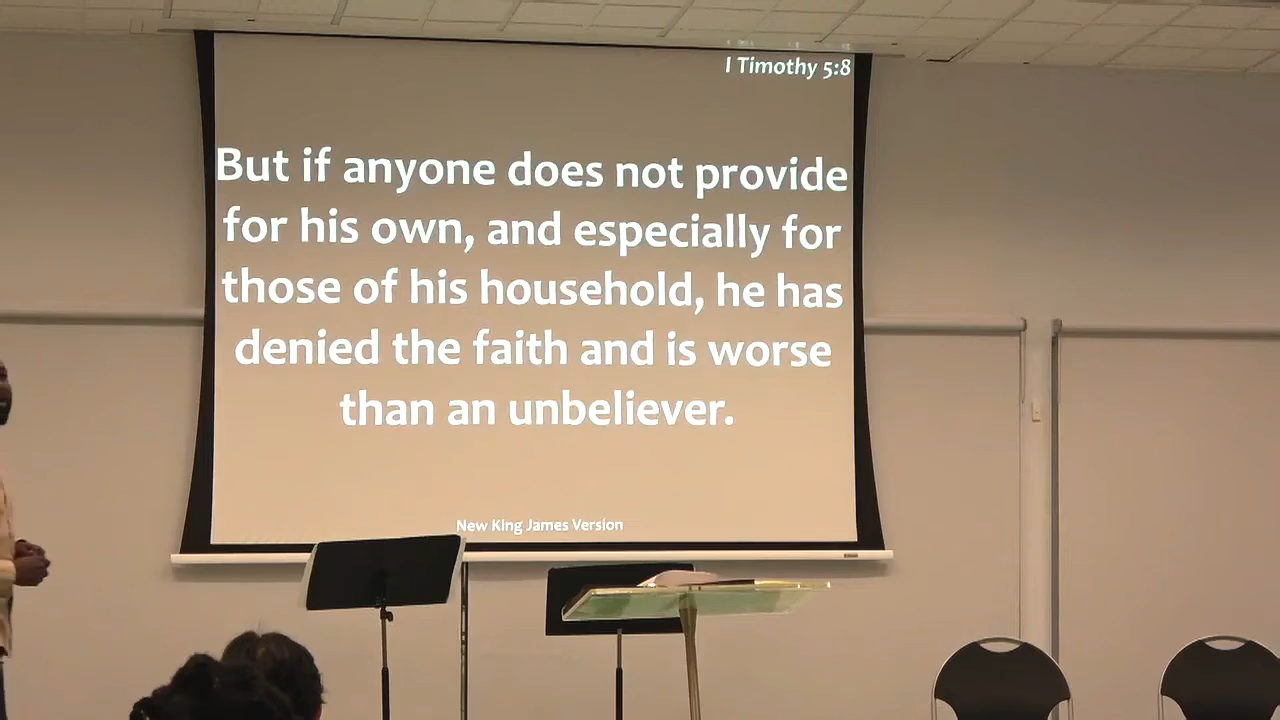 I Timothy 5:8
But if anyone does not provide
for his own, and especially for
those of his household, he has
denied the faith and is worse
than an unbeliever.
New King James Version